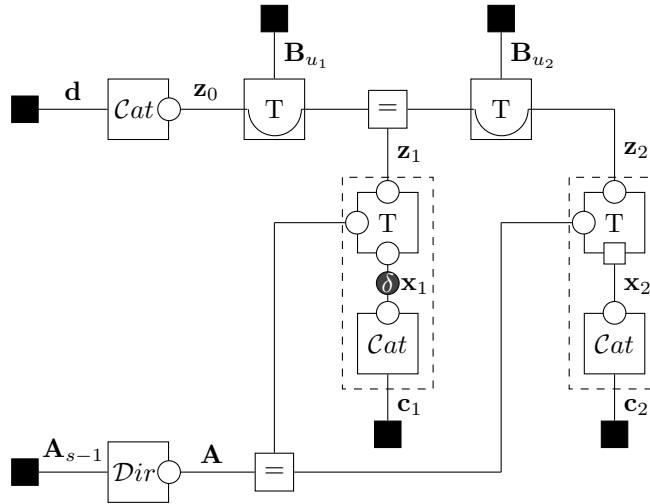 B_{u_1} B_{u_2}
d Cat z_0 T = T
z_1 z_2
T T
δ x_1 x_2
Cat Cat
c_1 c_2
A_{s−1} Dir A =